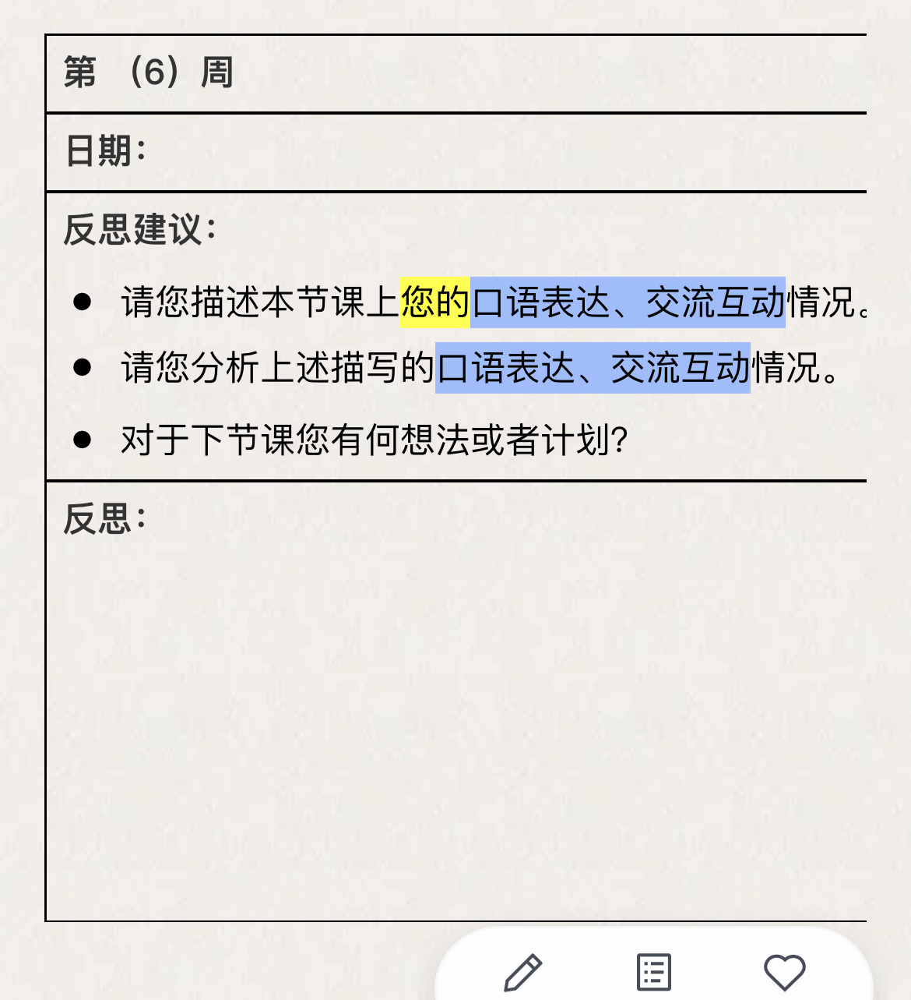 第 （6）周
日期：
反思建议：
● 请您描述本节课上您的口语表达、交流互动情况。
● 请您分析上述描写的口语表达、交流互动情况。
● 对于下节课您有何想法或者计划？
反思：